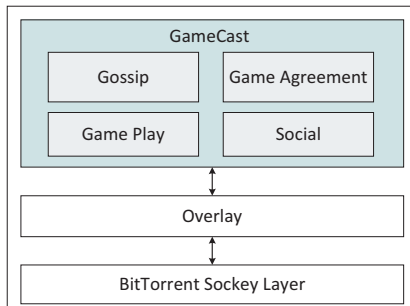 GameCast
Gossip
Game Agreement
Game Play
Social
Overlay
BitTorrent Sockey Layer